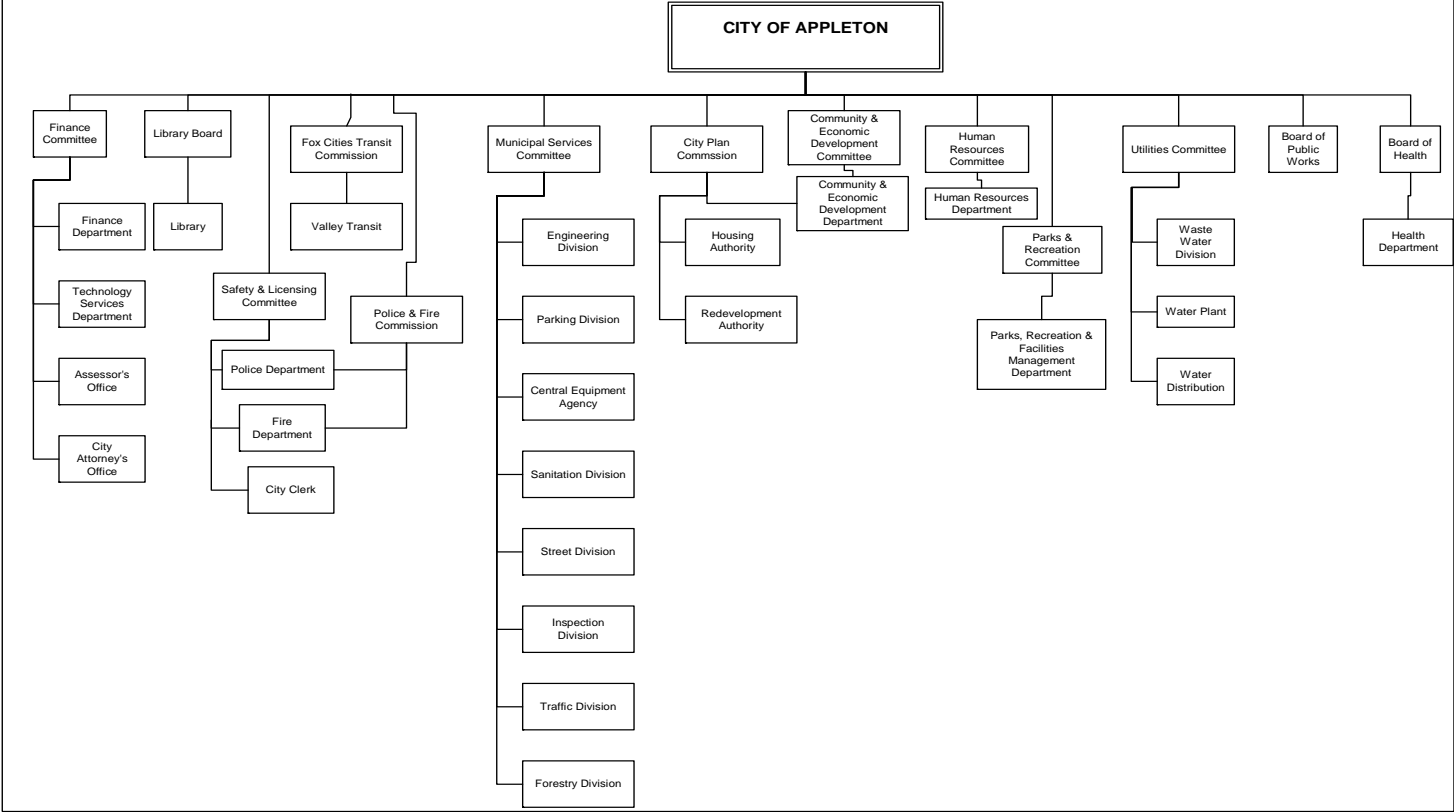 CITY OF APPLETON
Finance
Committee
Library Board
Fox Cities Transit
Commission
Municipal Services
Committee
City Plan
Commssion
Community &
Economic
Development
Committee
Human
Resources
Committee
Utilities Committee
Board of
Public
Works
Board of
Health
Finance
Department
Technology
Services
Department
Assessor's
Office
City
Attorney's
Office
Library
Valley Transit
Safety & Licensing
Committee
Police & Fire
Commission
Police Department
Fire
Department
City Clerk
Engineering
Division
Parking Division
Central Equipment
Agency
Sanitation Division
Street Division
Inspection
Division
Traffic Division
Forestry Division
Housing
Authority
Redevelopment
Authority
Community &
Economic
Development
Department
Human Resources
Department
Parks &
Recreation
Committee
Parks, Recreation &
Facilities
Management
Department
Waste
Water
Division
Water Plant
Water
Distribution
Health
Department